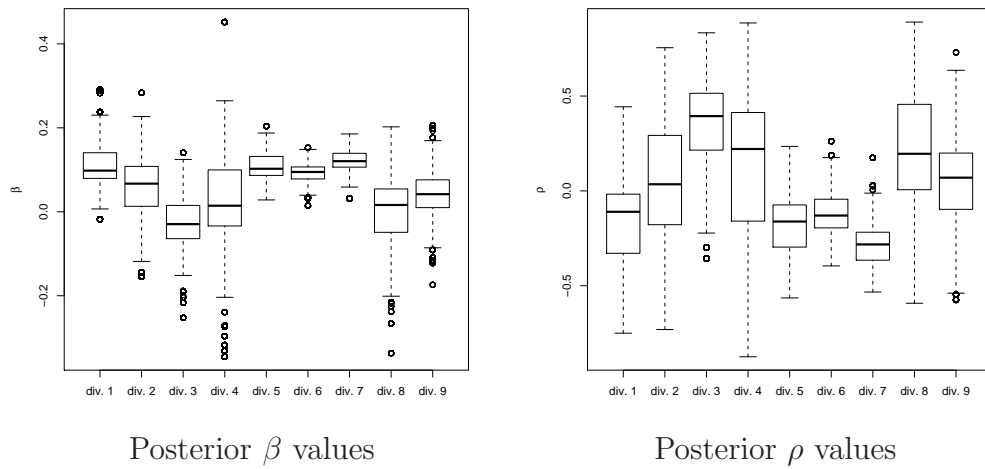 0.4
0.2
0.0
−0.2
β
div. 1 div. 2 div. 3 div. 4 div. 5 div. 6 div. 7 div. 8 div. 9
Posterior β values
0.5
0.0
−0.5
ρ
div. 1 div. 2 div. 3 div. 4 div. 5 div. 6 div. 7 div. 8 div. 9
Posterior ρ values